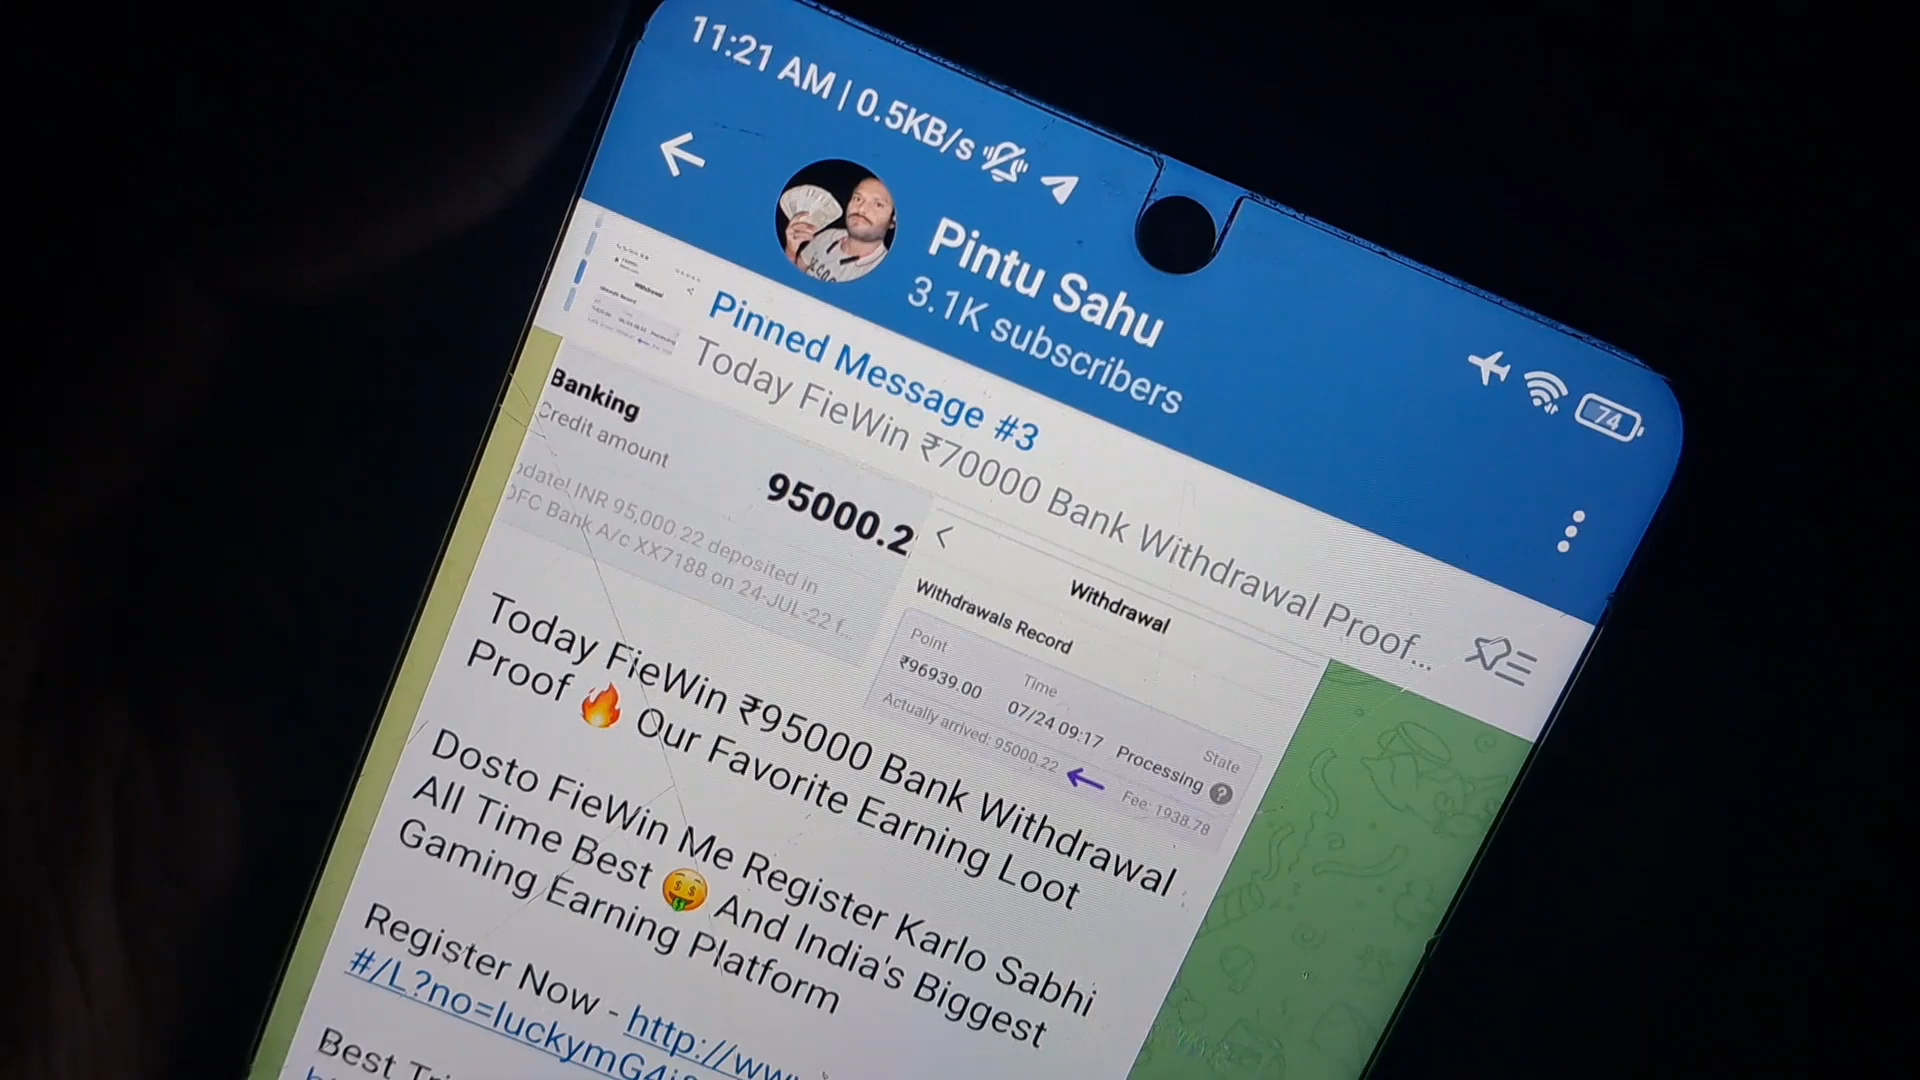 11:21 AM | 0.5KB/s
74
Pintu Sahu
3.1K subscribers
Pinned Message #3
Today FieWin ₹70000 Bank Withdrawal Proof...
Banking
Credit amount
95000.2
INR 95,000.22 deposited in
Bank A/c XX7188 on 24-JUL-22 f...
Withdrawal
Withdrawals Record
Point
Time
State
₹96939.00
07/24 09:17
Processing
Actually arrived: 95000.22
Fee: 1938.78
Today FieWin ₹95000 Bank Withdrawal
Proof 🔥 Our Favorite Earning Loot
Dosto FieWin Me Register Karlo Sabhi
All Time Best 🤑 And India's Biggest
Gaming Earning Platform
Register Now - http://ww
#/L?no=luckymG4i
Best